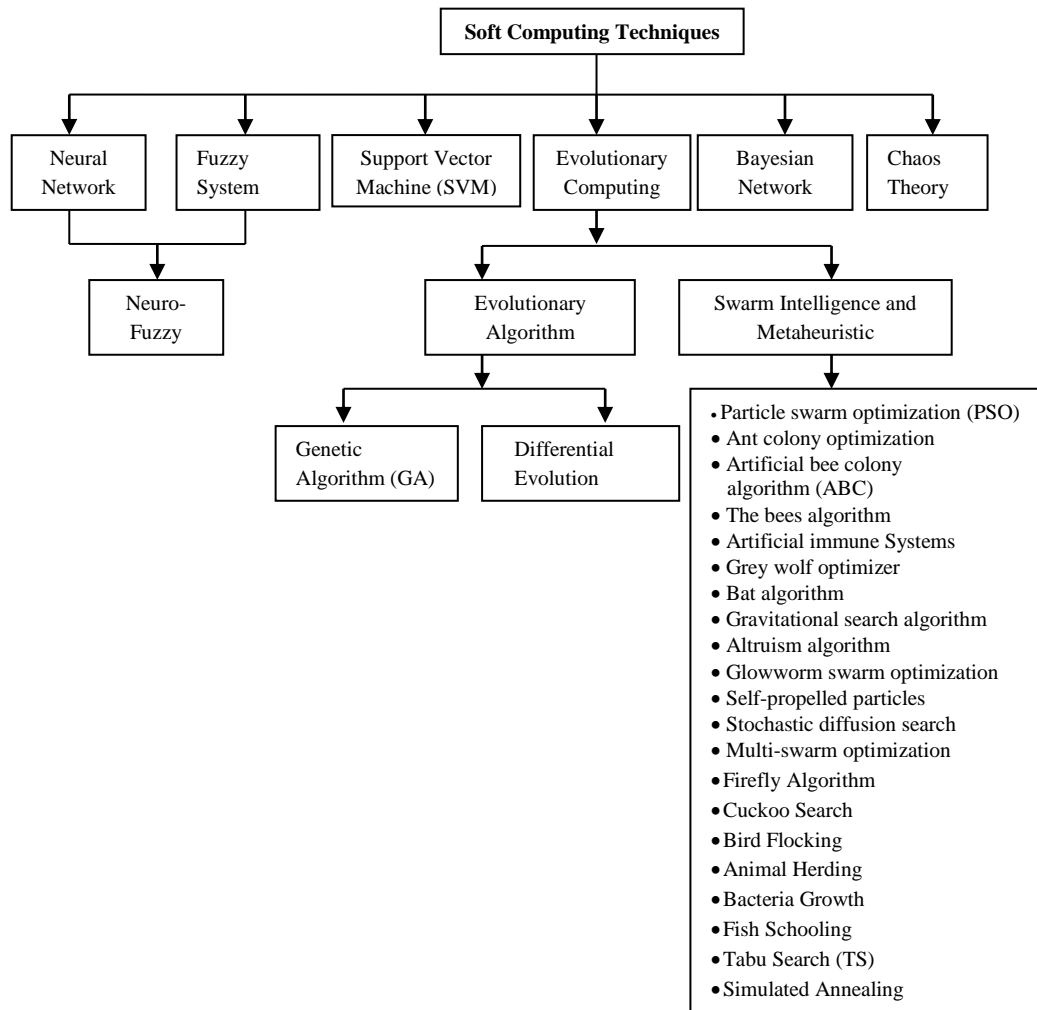 Soft Computing Techniques
Neural
Network
Fuzzy
System
Support Vector
Machine (SVM)
Evolutionary
Computing
Bayesian
Network
Chaos
Theory
Neuro-
Fuzzy
Evolutionary
Algorithm
Swarm Intelligence and
Metaheuristic
Genetic
Algorithm (GA)
Differential
Evolution
• Particle swarm optimization (PSO)
• Ant colony optimization
• Artificial bee colony
algorithm (ABC)
• The bees algorithm
• Artificial immune Systems
• Grey wolf optimizer
• Bat algorithm
• Gravitational search algorithm
• Altruism algorithm
• Glowworm swarm optimization
• Self-propelled particles
• Stochastic diffusion search
• Multi-swarm optimization
• Firefly Algorithm
• Cuckoo Search
• Bird Flocking
• Animal Herding
• Bacteria Growth
• Fish Schooling
• Tabu Search (TS)
• Simulated Annealing